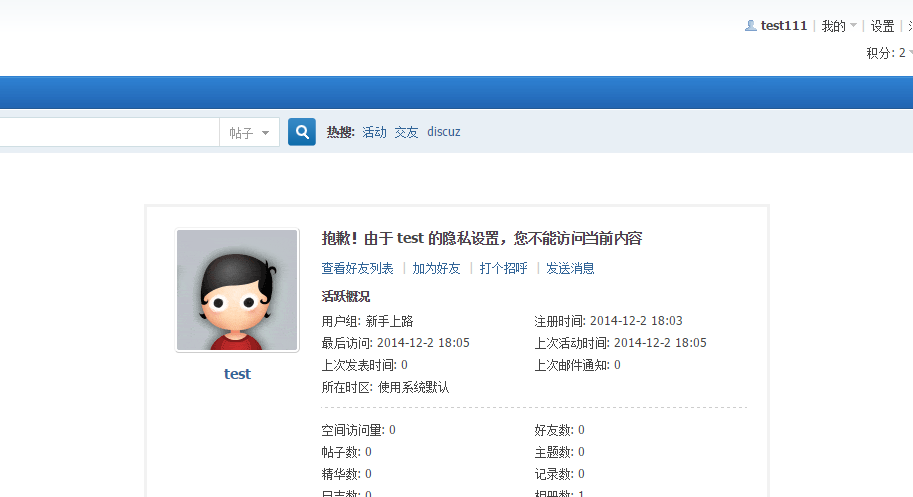 test111 | 我的 | 设置 |
积分: 2
帖子 热搜: 活动 交友 discuz
抱歉！由于 test 的隐私设置，您不能访问当前内容
查看好友列表 | 加为好友 | 打个招呼 | 发送消息
活跃概况
用户组: 新手上路 注册时间: 2014-12-2 18:03
最后访问: 2014-12-2 18:05 上次活动时间: 2014-12-2 18:05
上次发表时间: 0 上次邮件通知: 0
所在时区: 使用系统默认
test
空间访问量: 0 好友数: 0
帖子数: 0 主题数: 0
精华数: 0 记录数: 0
日志数: 0 相册数: 1